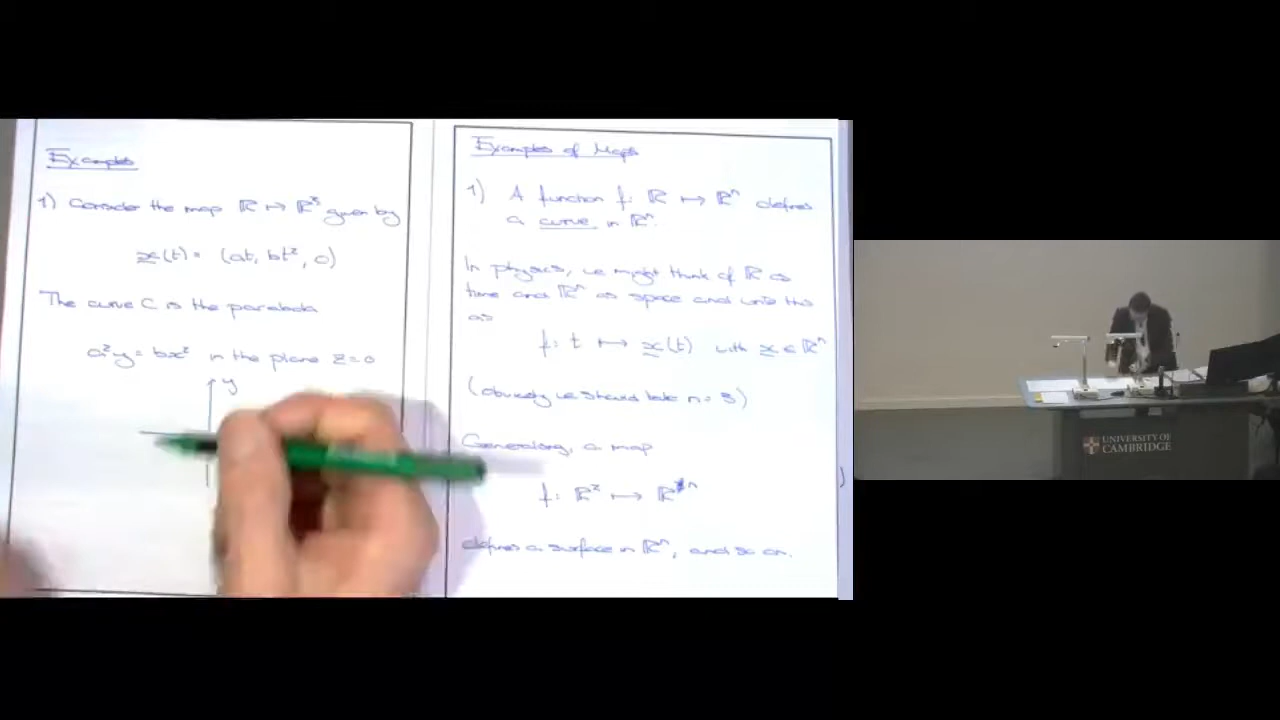 Examples
1) Consider the map ℝ ↦ ℝ³ given by
x(t) = (at, bt², 0)
The curve C is the parabola
a²y = bx² in the plane z=0
y
Examples of Maps
1) A function f: ℝ ↦ ℝⁿ defines
a curve in ℝⁿ.
In physics, we might think of ℝ as
time and ℝⁿ as space and write this
as
f: t ↦ x(t) with x ∈ ℝⁿ
(obviously we should take n = 3)
Generalising, a map
f: ℝ² ↦ ℝⁿ
defines a surface in ℝⁿ, and so on.
UNIVERSITY OF
CAMBRIDGE